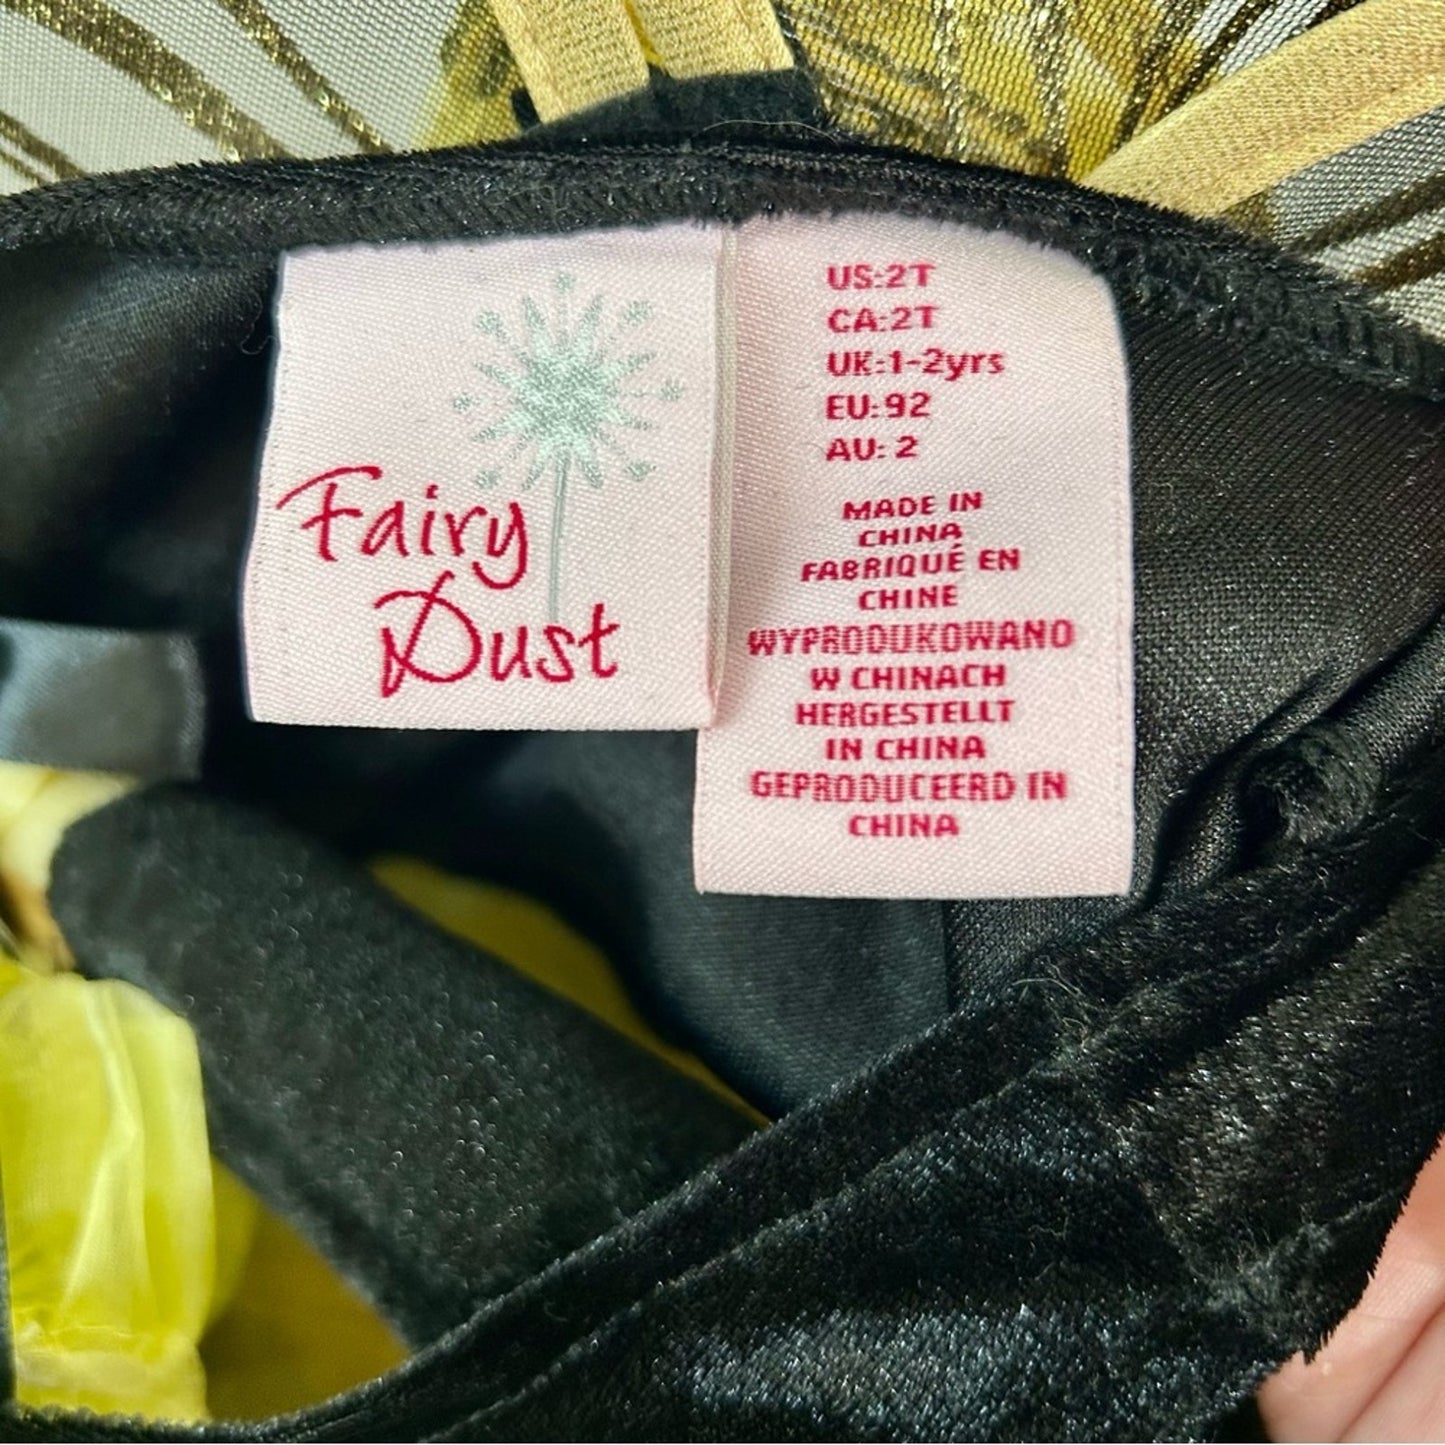 Fairy
Dust
US:2T
CA:2T
UK:1-2yrs
EU:92
AU: 2
MADE IN
CHINA
FABRIQUÉ EN
CHINE
WYPRODUKOWANO
W CHINACH
HERGESTELLT
IN CHINA
GEPRODUCEERD IN
CHINA